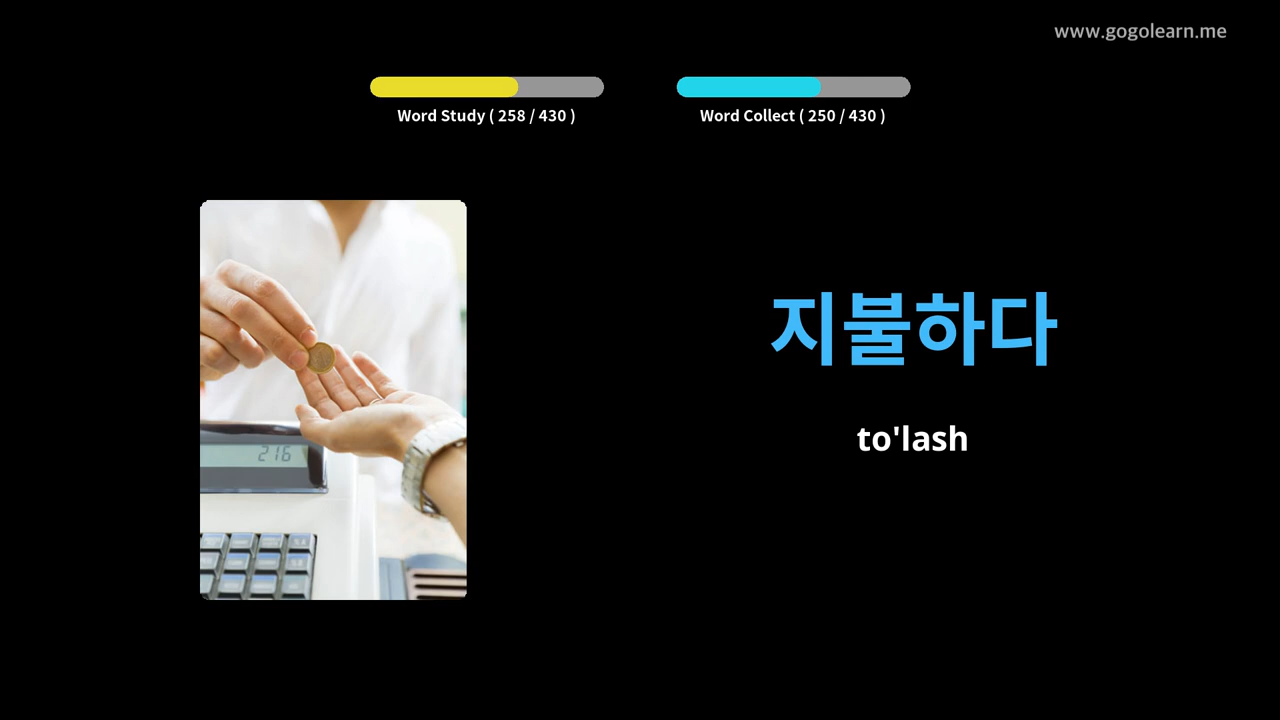 www.gogolearn.me
Word Study ( 258 / 430 )
Word Collect ( 250 / 430 )
지불하다
to'lash
216